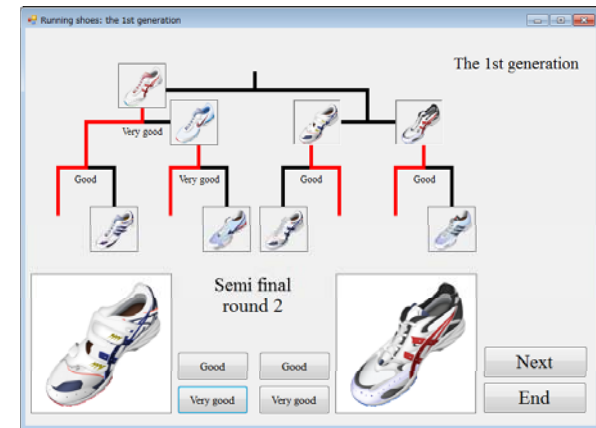 Running shoes: the 1st generation
The 1st generation
Very good
Good
Very good
Good
Good
Semi final
round 2
Good
Good
Very good
Very good
Next
End